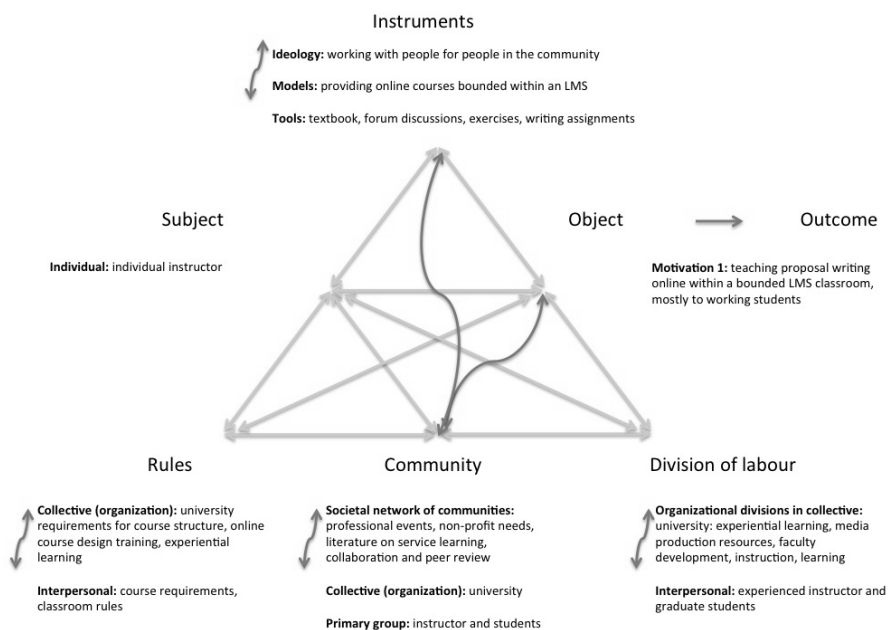 Instruments
Ideology: working with people for people in the community
Models: providing online courses bounded within an LMS
Tools: textbook, forum discussions, exercises, writing assignments
Subject
Object
Outcome
Individual: individual instructor
Motivation 1: teaching proposal writing
online within a bounded LMS classroom,
mostly to working students
Rules
Community
Division of labour
Collective (organization): university
requirements for course structure, online
course design training, experiential
learning
Interpersonal: course requirements,
classroom rules
Societal network of communities:
professional events, non-profit needs,
literature on service learning,
collaboration and peer review
Collective (organization): university
Primary group: instructor and students
Organizational divisions in collective:
university: experiential learning, media
production resources, faculty
development, instruction, learning
Interpersonal: experienced instructor and
graduate students